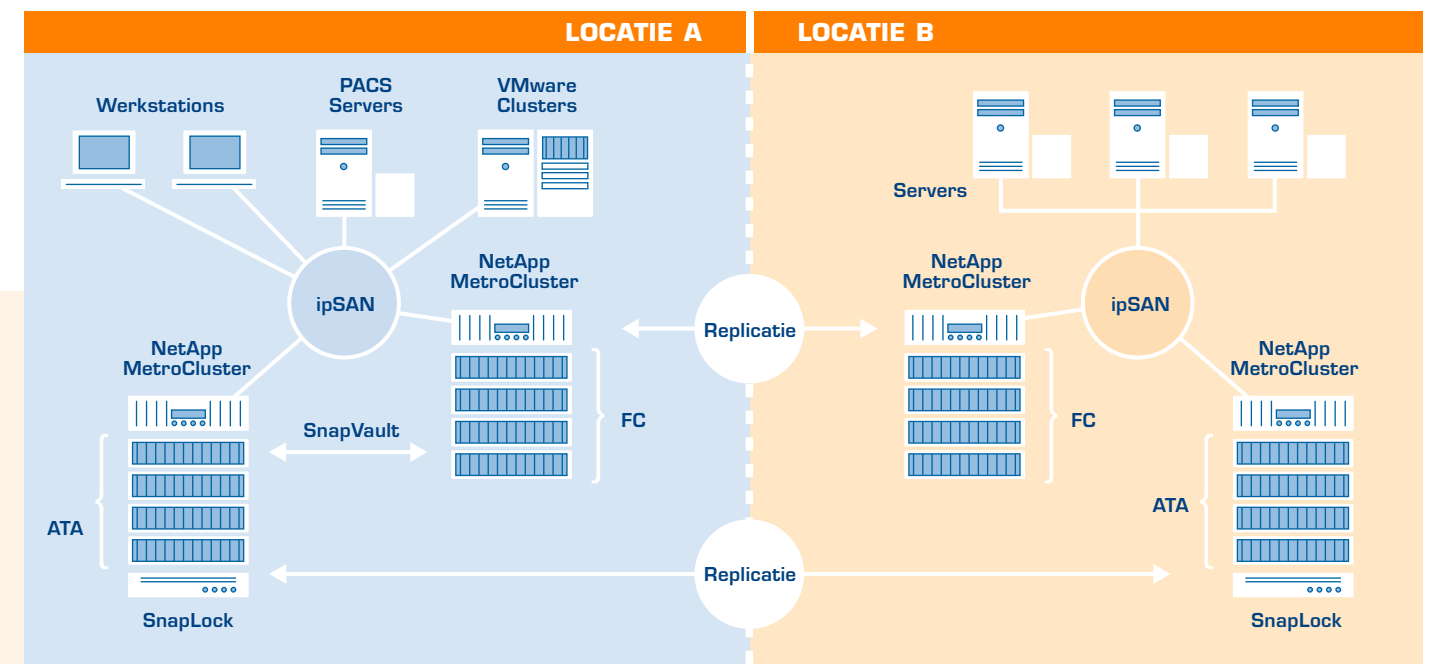 LOCATIE A
LOCATIE B
Werkstations
PACS
Servers
VMware
Clusters
Servers
ipSAN
NetApp
MetroCluster
Replicatie
NetApp
MetroCluster
ipSAN
NetApp
MetroCluster
SnapVault
FC
FC
NetApp
MetroCluster
ATA
ATA
Replicatie
SnapLock
SnapLock